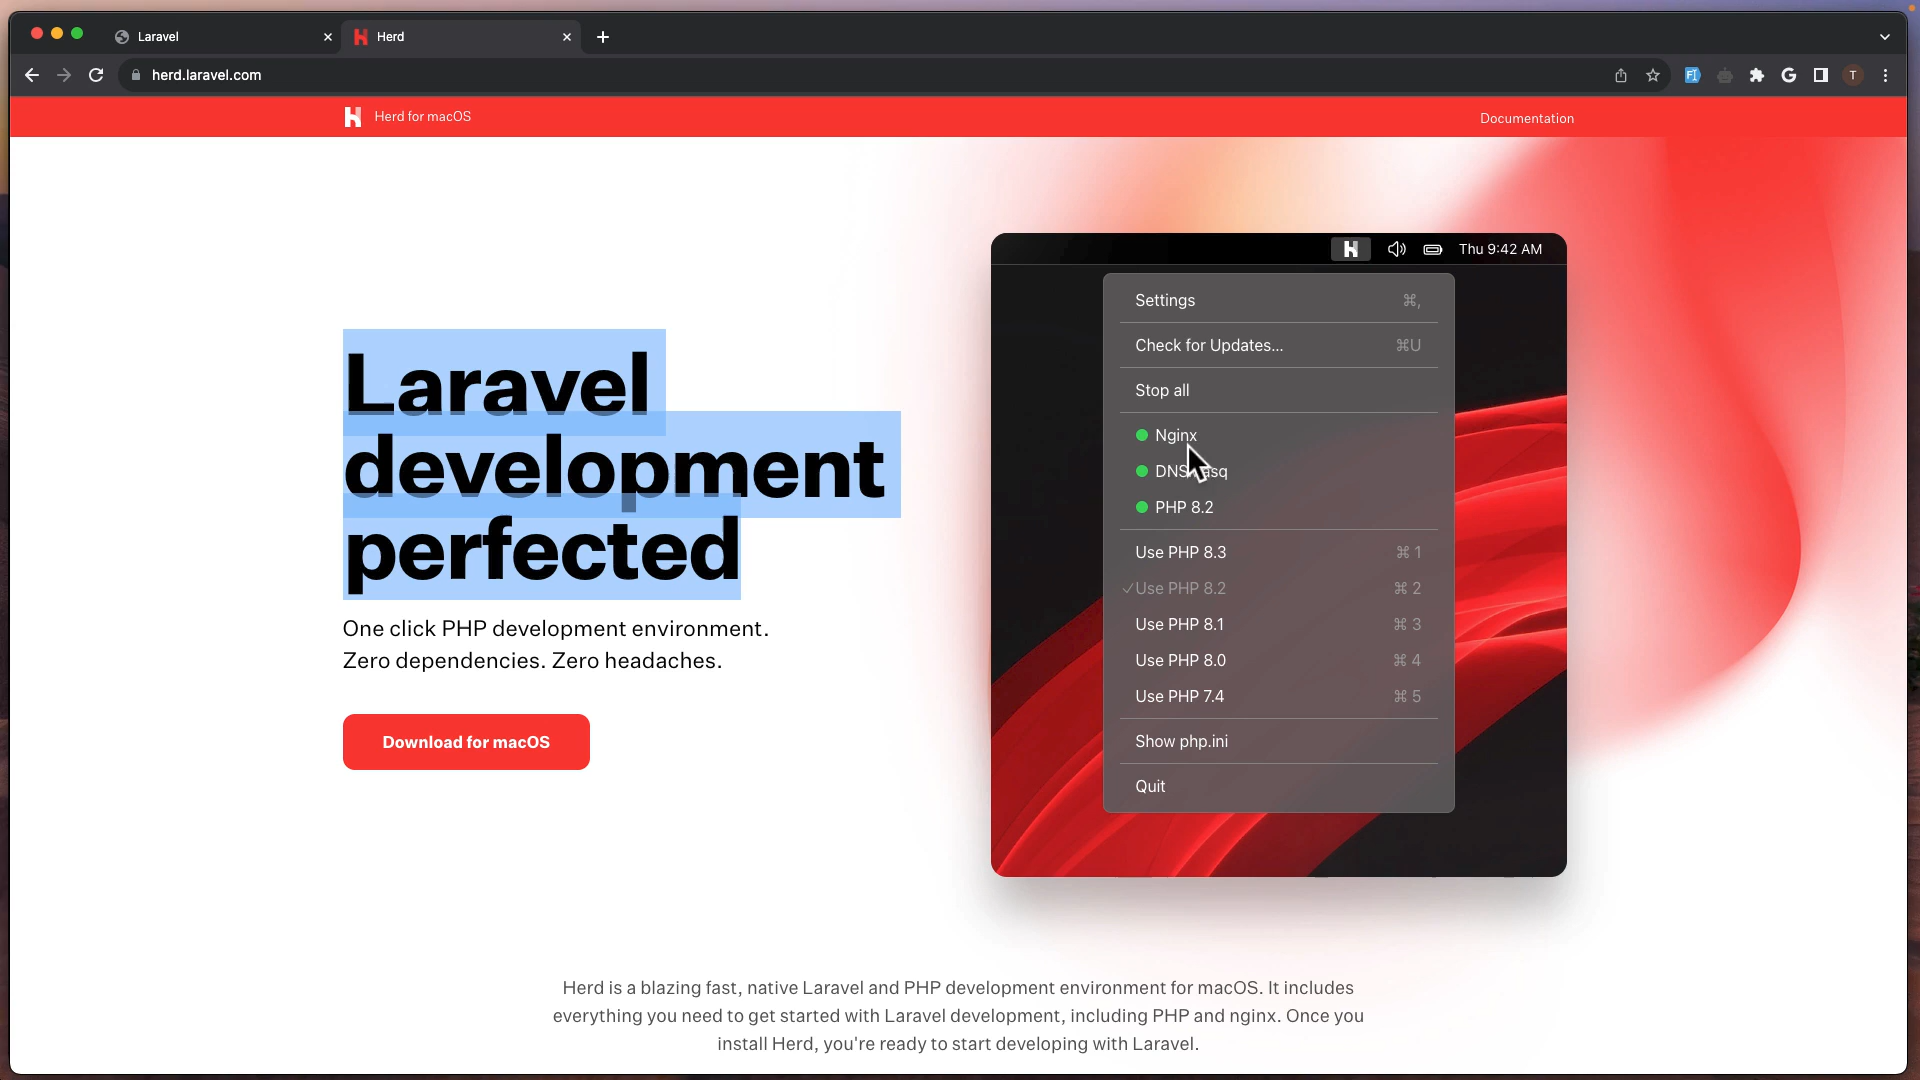 Laravel
Herd
herd.laravel.com
T
Herd for macOS
Documentation
Thu 9:42 AM
Laravel
development
perfected
One click PHP development environment.
Zero dependencies. Zero headaches.
Download for macOS
Settings ⌘,
Check for Updates... ⌘U
Stop all
Nginx
PHP 8.2
Use PHP 8.3 ⌘ 1
✓Use PHP 8.2 ⌘ 2
Use PHP 8.1 ⌘ 3
Use PHP 8.0 ⌘ 4
Use PHP 7.4 ⌘ 5
Show php.ini
Quit
Herd is a blazing fast, native Laravel and PHP development environment for macOS. It includes
everything you need to get started with Laravel development, including PHP and nginx. Once you
install Herd, you're ready to start developing with Laravel.